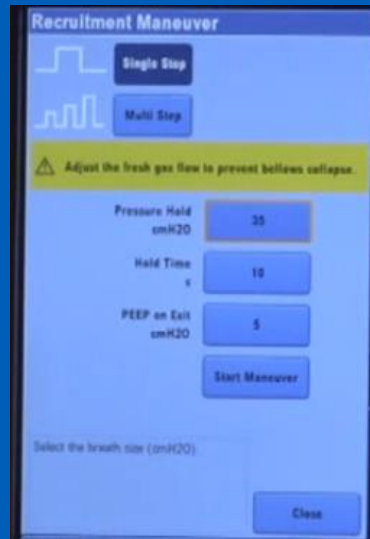 Recruitment Maneuver
Single Step
Multi Step
Adjust the fresh gas flow to prevent bellows collapse.
Pressure Hold
cmH2O
35
Hold Time
s
10
PEEP on Exit
cmH2O
5
Start Maneuver
Select the breath size (cmH2O)
Close